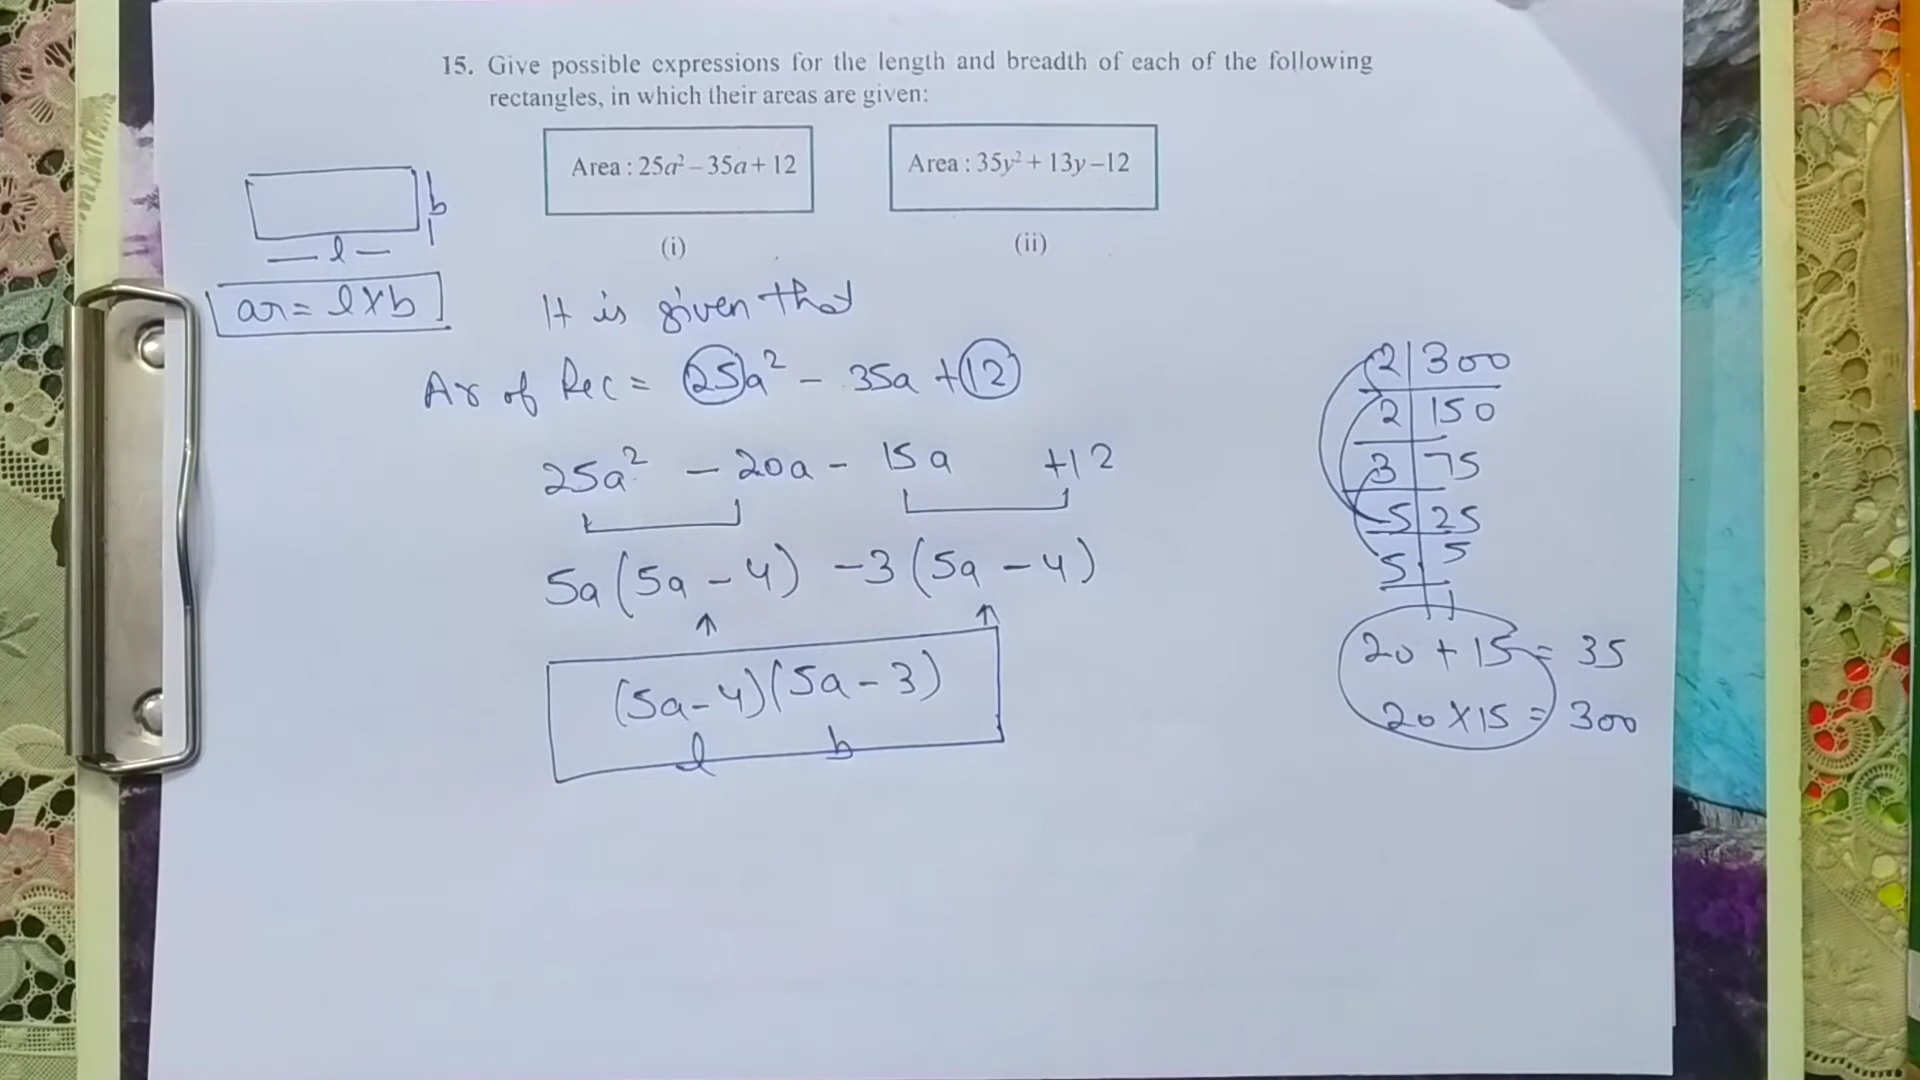 15. Give possible expressions for the length and breadth of each of the following
rectangles, in which their areas are given:
Area : 25a² – 35a + 12
Area : 35y² + 13y –12
(i)
(ii)
b
l
ar = l × b
It is given that
Ar of Rec = 25a² - 35a + 12
25a² - 20a - 15a +12
5a (5a - 4) -3 (5a - 4)
(5a - 4)(5a - 3)
l b
2 | 300
2 | 150
3 | 75
5 | 25
5 | 5
1
20 + 15 = 35
20 × 15 = 300